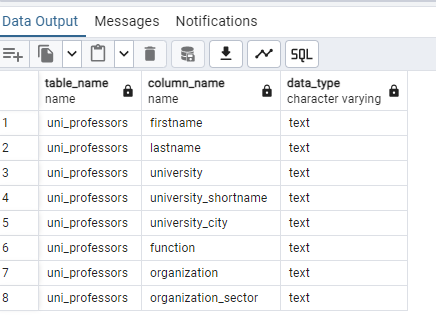 Data Output Messages Notifications
SQL
table_name column_name data_type
name name character varying
1 uni_professors firstname text
2 uni_professors lastname text
3 uni_professors university text
4 uni_professors university_shortname text
5 uni_professors university_city text
6 uni_professors function text
7 uni_professors organization text
8 uni_professors organization_sector text